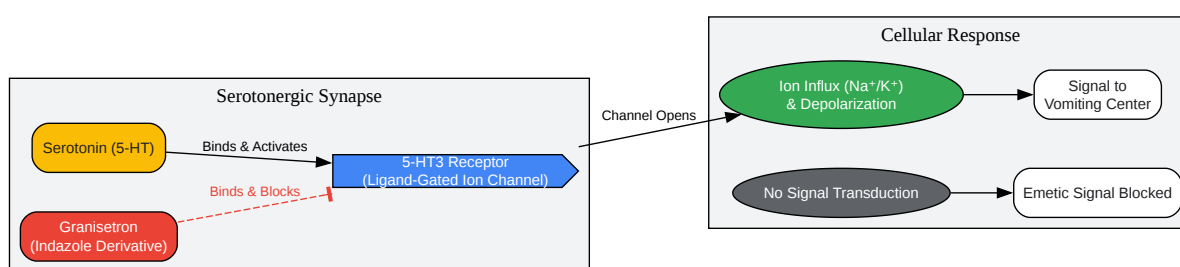 Serotonergic Synapse
Serotonin (5-HT)
Binds & Activates
5-HT3 Receptor
(Ligand-Gated Ion Channel)
Binds & Blocks
Granisetron
(Indazole Derivative)
Channel Opens
Cellular Response
Ion Influx (Na⁺/K⁺)
& Depolarization
Signal to
Vomiting Center
No Signal Transduction
Emetic Signal Blocked